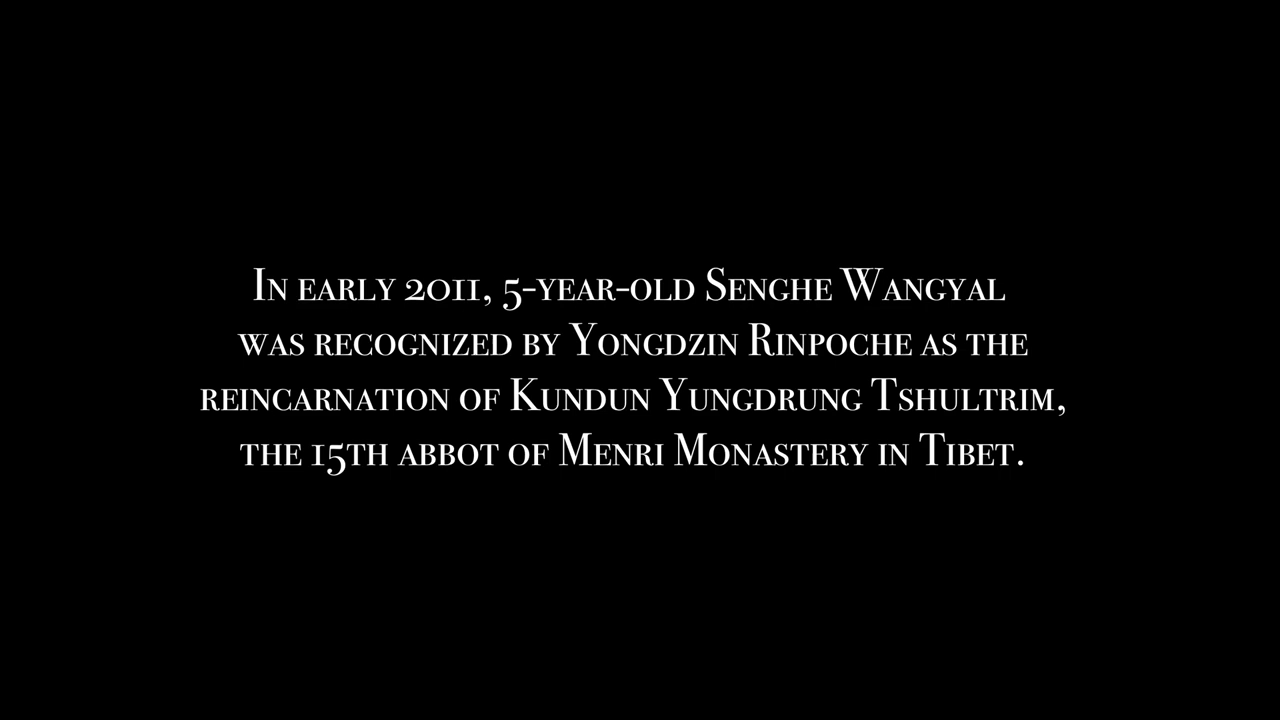 In early 2011, 5-year-old Senghe Wangyal
was recognized by Yongdzin Rinpoche as the
reincarnation of Kundun Yungdrung Tshultrim,
the 15th abbot of Menri Monastery in Tibet.